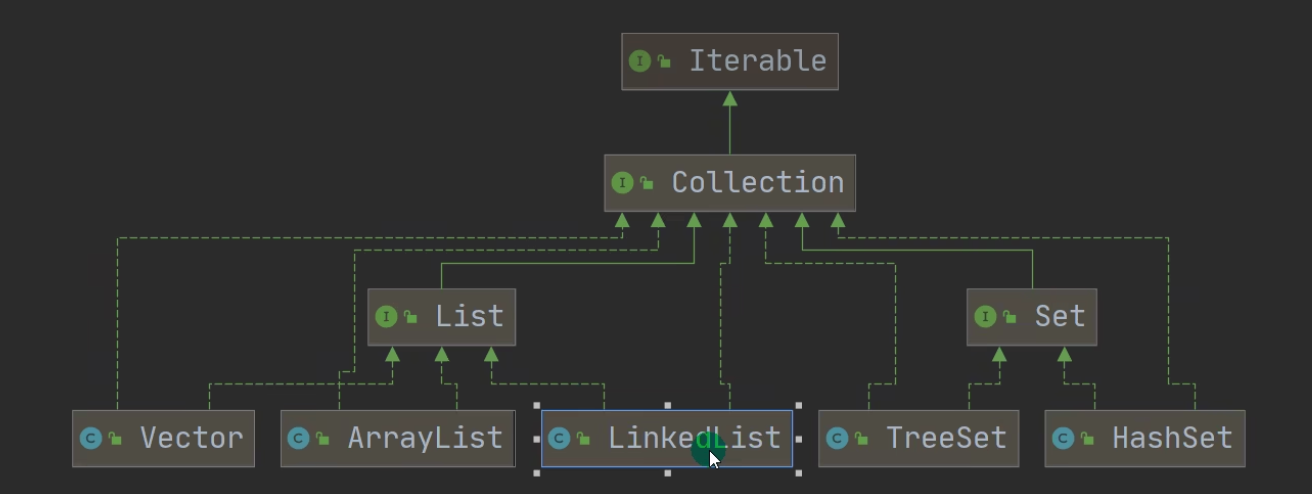 Iterable
Collection
List
Set
Vector
ArrayList
LinkedList
TreeSet
HashSet